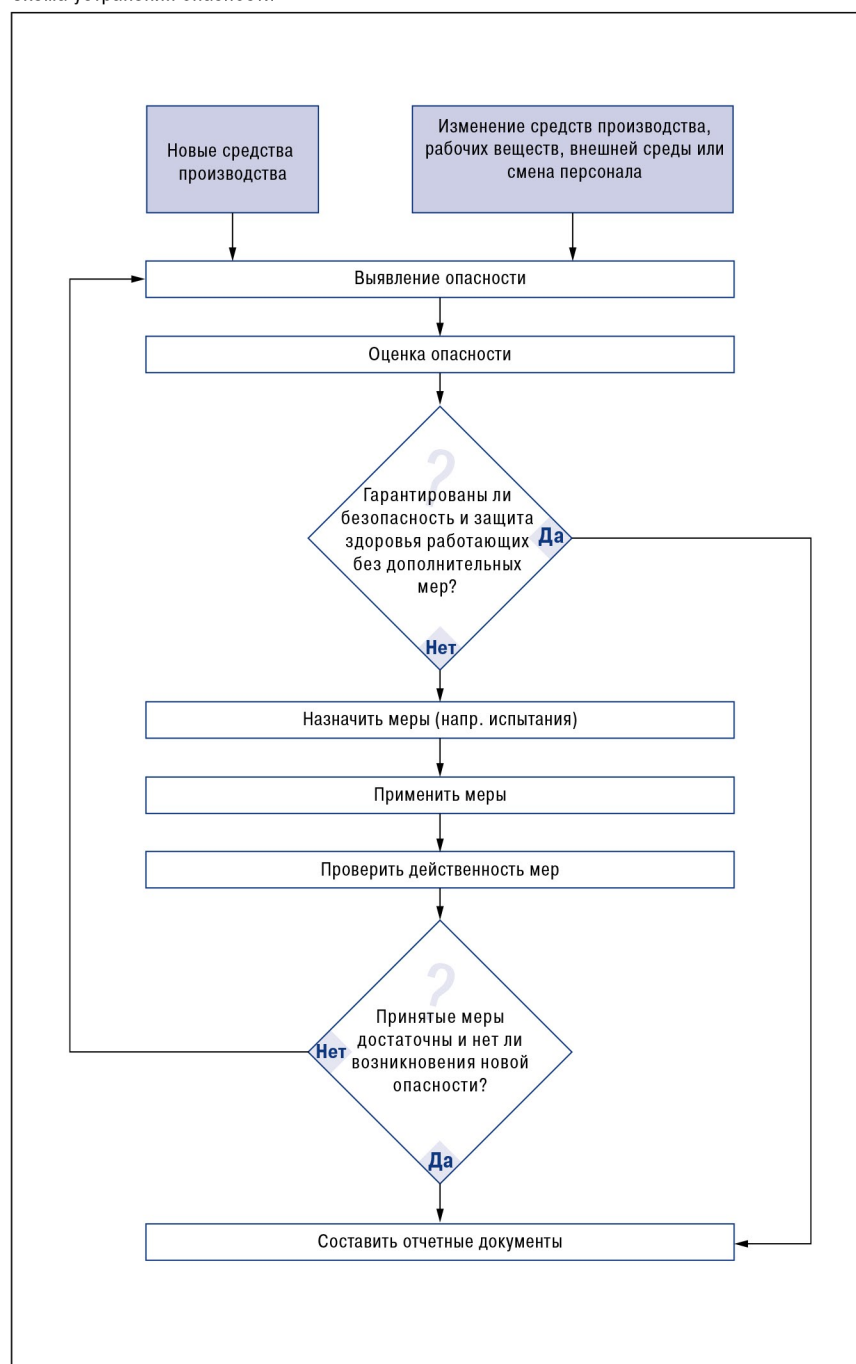 Новые средства
производства
Изменение средств производства,
рабочих веществ, внешней среды или
смена персонала
Выявление опасности
Оценка опасности
?
Гарантированы ли
безопасность и защита
здоровья работающих
без дополнительных
мер?
Да
Нет
Назначить меры (напр. испытания)
Применить меры
Проверить действенность мер
?
Принятые меры
достаточны и нет ли
возникновения новой
опасности?
Нет
Да
Составить отчетные документы